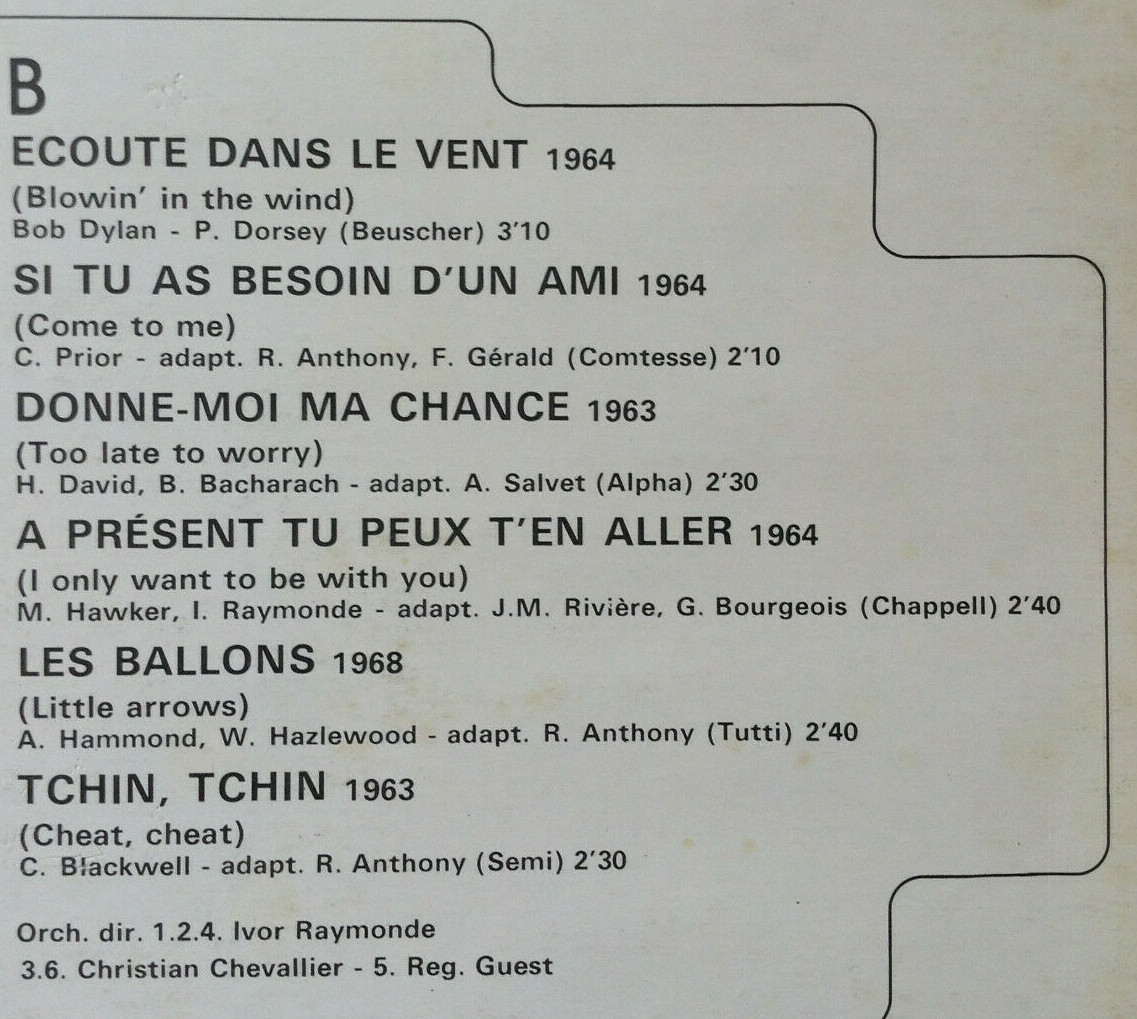 B
ECOUTE DANS LE VENT 1964
(Blowin' in the wind)
Bob Dylan - P. Dorsey (Beuscher) 3'10
SI TU AS BESOIN D'UN AMI 1964
(Come to me)
C. Prior - adapt. R. Anthony, F. Gérald (Comtesse) 2'10
DONNE-MOI MA CHANCE 1963
(Too late to worry)
H. David, B. Bacharach - adapt. A. Salvet (Alpha) 2'30
A PRÉSENT TU PEUX T'EN ALLER 1964
(I only want to be with you)
M. Hawker, I. Raymonde - adapt. J.M. Rivière, G. Bourgeois (Chappell) 2'40
LES BALLONS 1968
(Little arrows)
A. Hammond, W. Hazlewood - adapt. R. Anthony (Tutti) 2'40
TCHIN, TCHIN 1963
(Cheat, cheat)
C. Blackwell - adapt. R. Anthony (Semi) 2'30
Orch. dir. 1.2.4. Ivor Raymonde
3.6. Christian Chevallier - 5. Reg. Guest